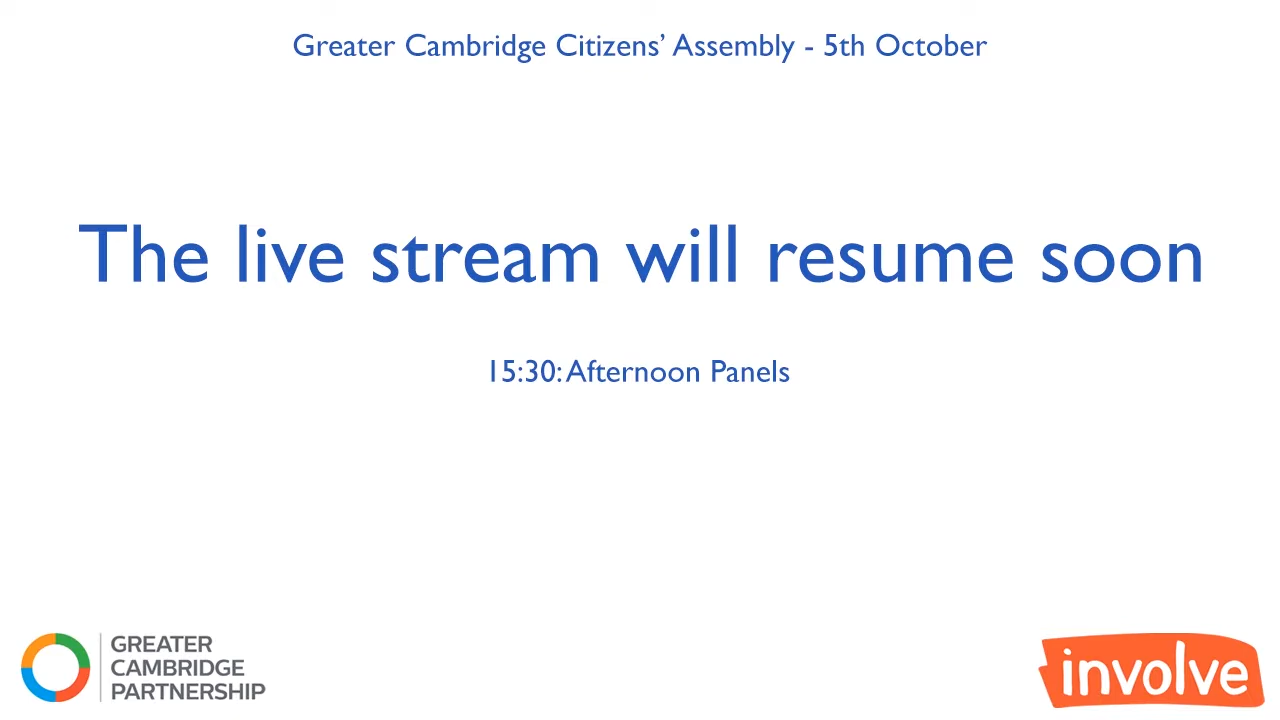 Greater Cambridge Citizens’ Assembly - 5th October
The live stream will resume soon
15:30: Afternoon Panels
GREATER
CAMBRIDGE
PARTNERSHIP
involve